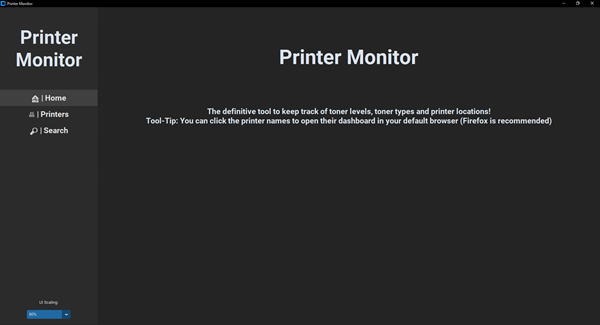 Printer Monitor
Printer
Monitor
| Home
| Printers
| Search
Printer Monitor
The definitive tool to keep track of toner levels, toner types and printer locations!
Tool-Tip: You can click the printer names to open their dashboard in your default browser (Firefox is recommended)
UI Scaling: